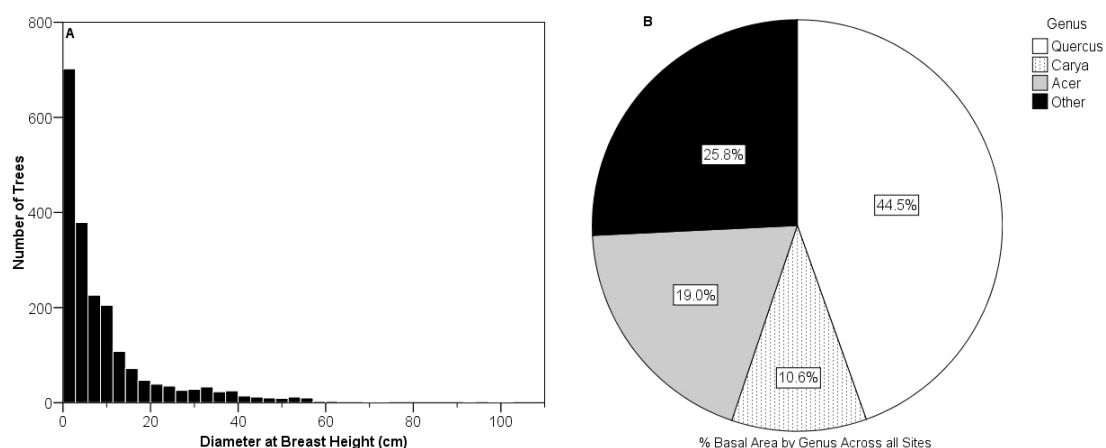 A
800
600
400
200
0
Number of Trees
0 20 40 60 80 100
Diameter at Breast Height (cm)
B
Genus
Quercus
Carya
Acer
Other
25.8%
44.5%
19.0%
10.6%
% Basal Area by Genus Across all Sites